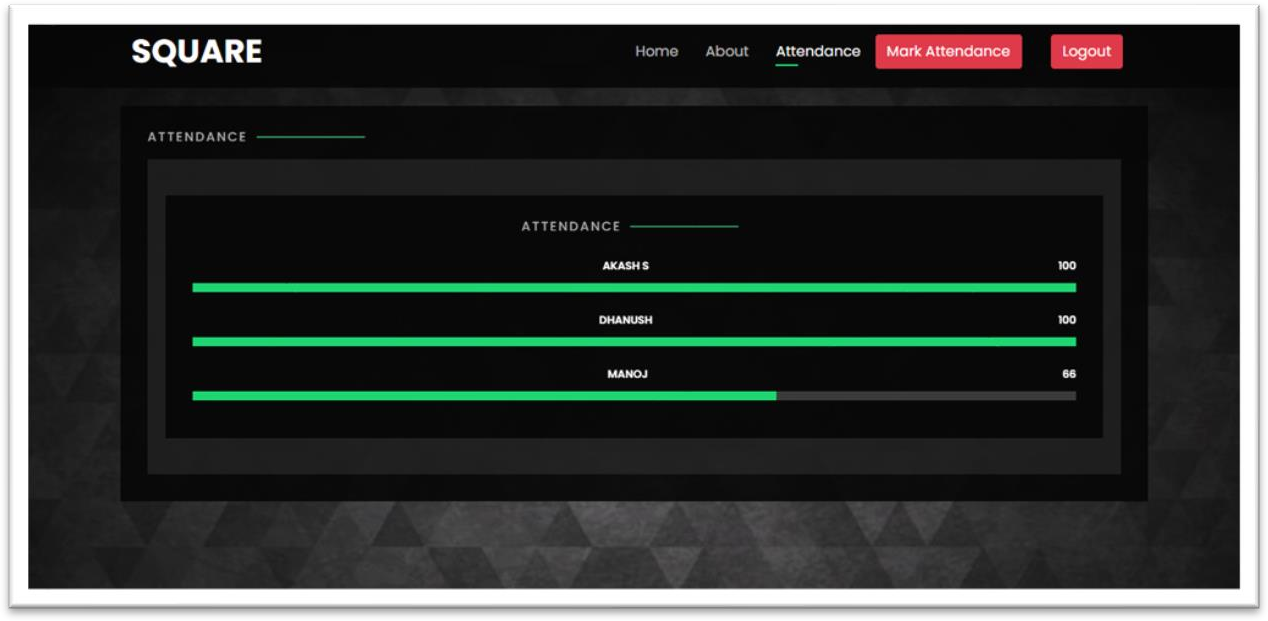 SQUARE Home About Attendance Mark Attendance Logout
ATTENDANCE
ATTENDANCE
AKASH S 100
DHANUSH 100
MANOJ 66